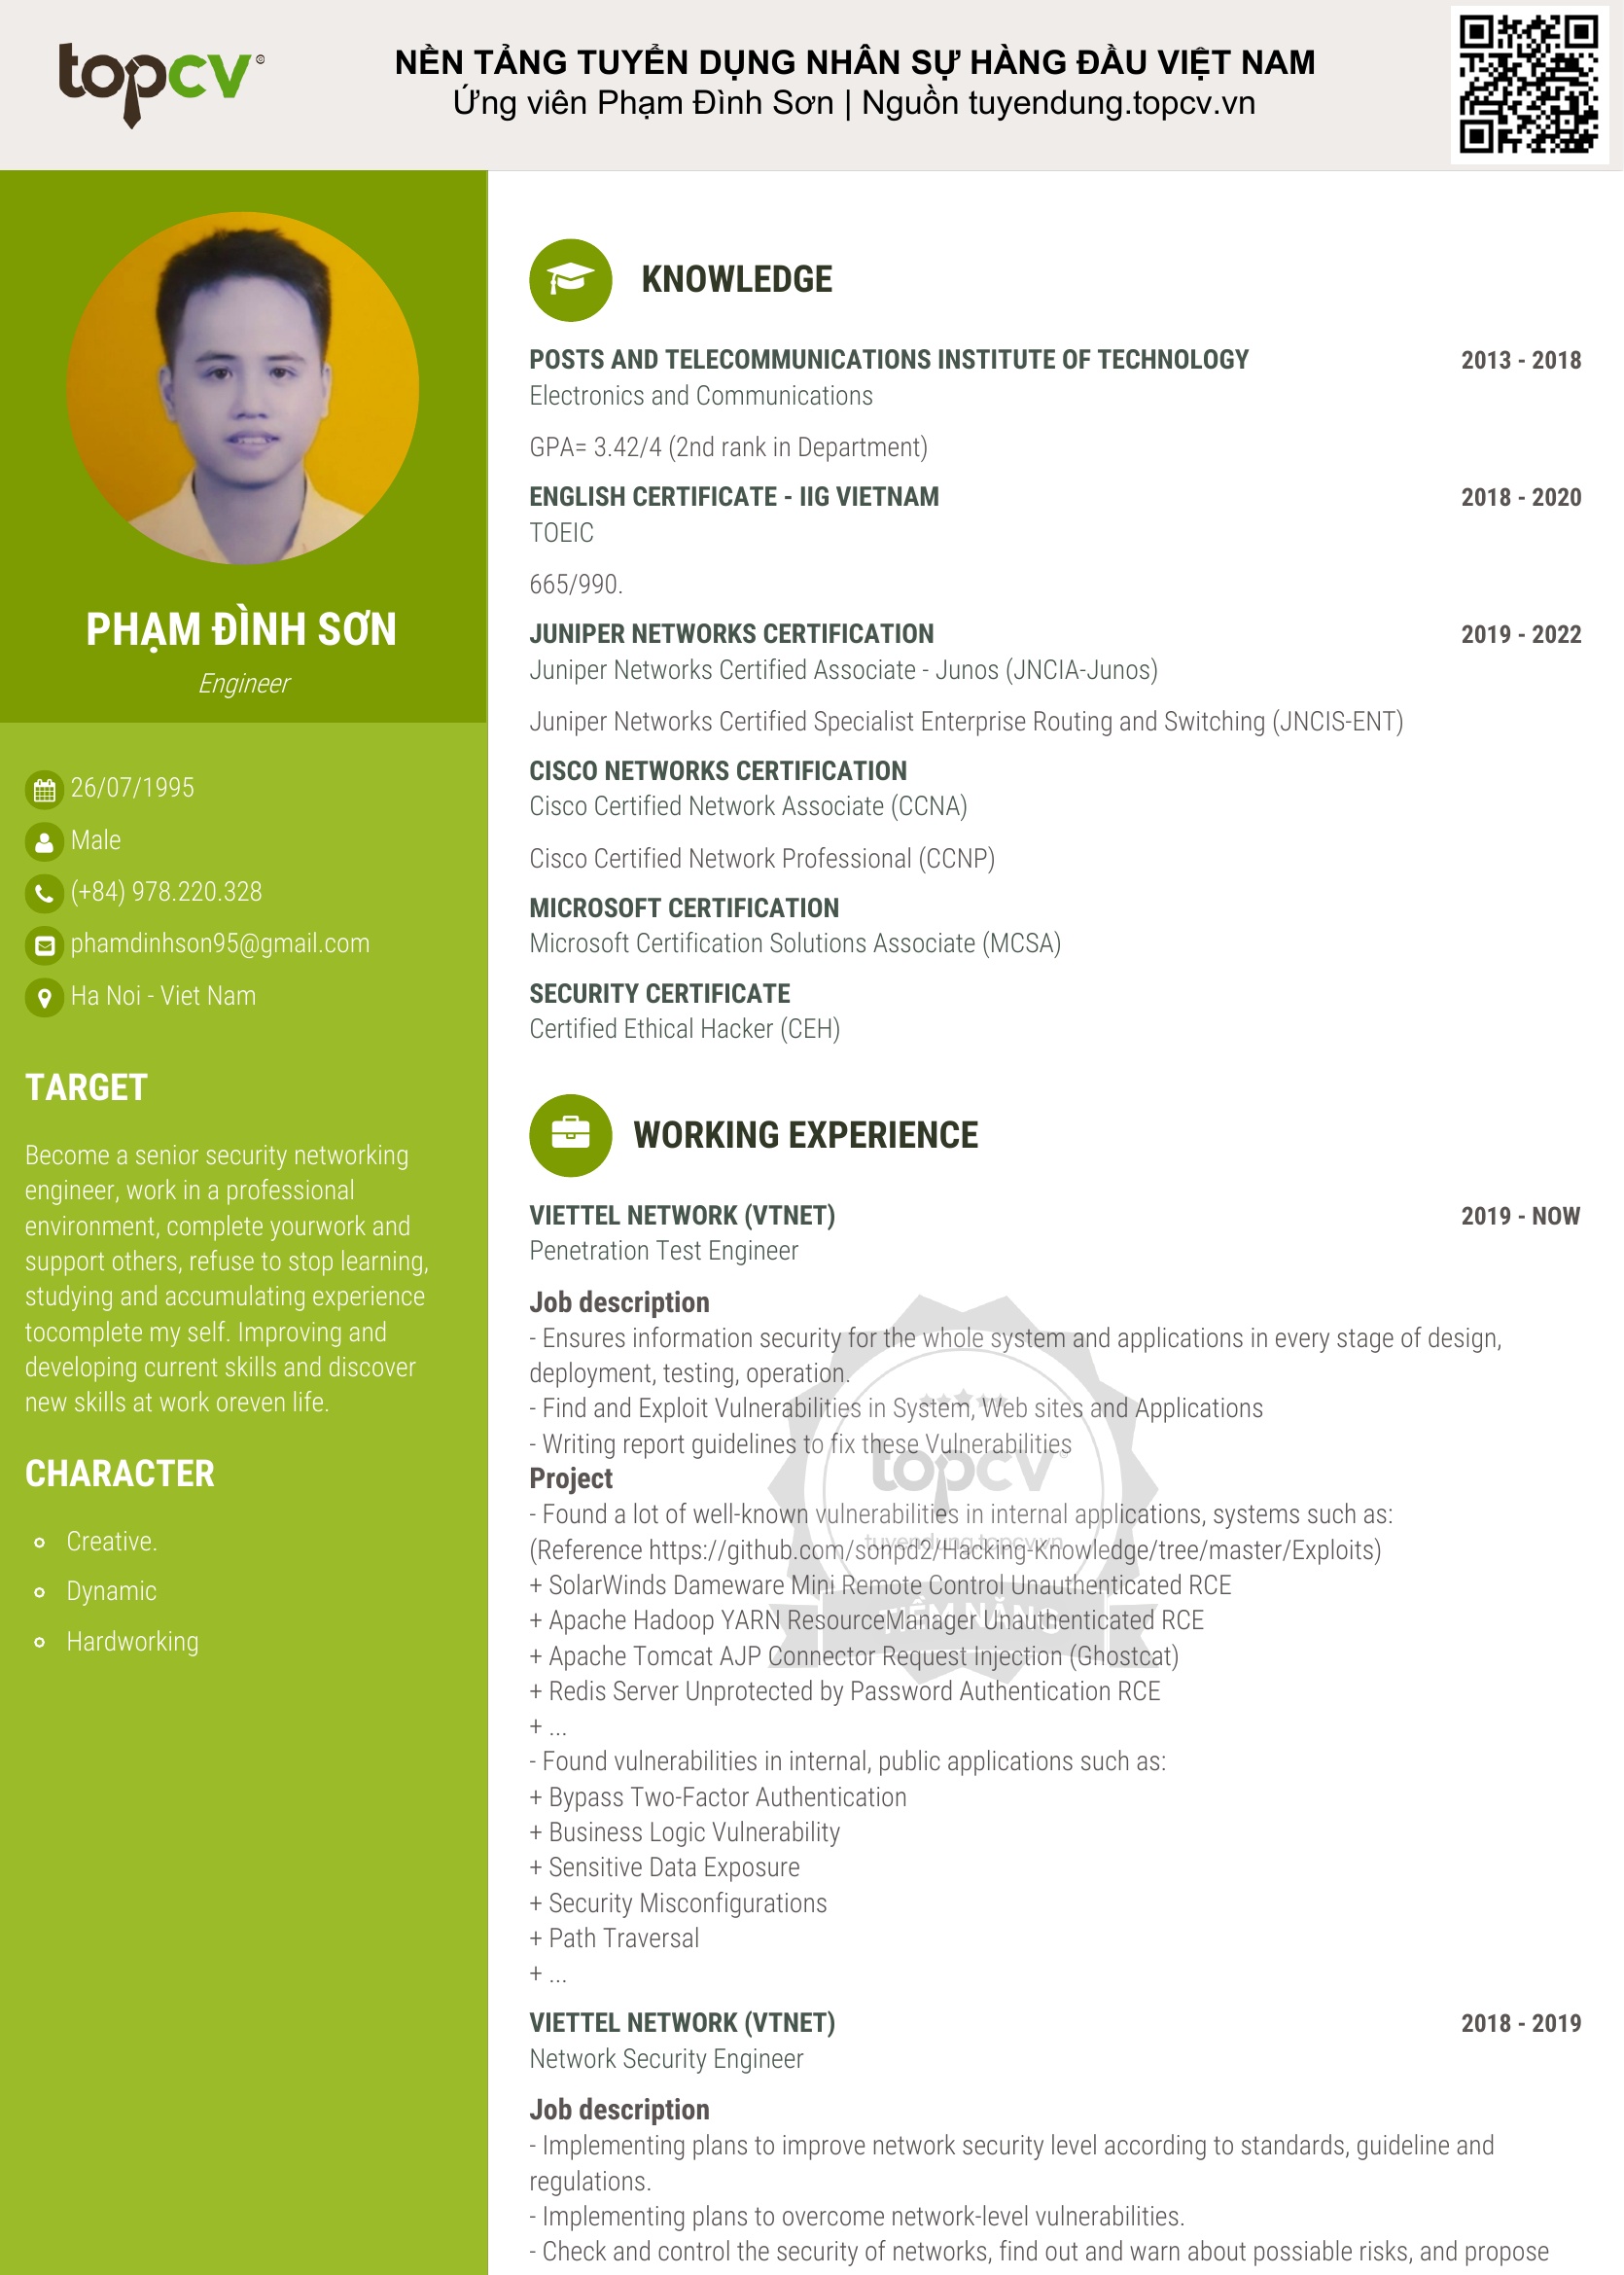 topcv
NỀN TẢNG TUYỂN DỤNG NHÂN SỰ HÀNG ĐẦU VIỆT NAM
Ứng viên Phạm Đình Sơn | Nguồn tuyendung.topcv.vn
PHẠM ĐÌNH SƠN
Engineer
26/07/1995
Male
(+84) 978.220.328
phamdinhson95@gmail.com
Ha Noi - Viet Nam
TARGET
Become a senior security networking
engineer, work in a professional
environment, complete yourwork and
support others, refuse to stop learning,
studying and accumulating experience
tocomplete my self. Improving and
developing current skills and discover
new skills at work oreven life.
CHARACTER
Creative.
Dynamic
Hardworking
KNOWLEDGE
POSTS AND TELECOMMUNICATIONS INSTITUTE OF TECHNOLOGY 2013 - 2018
Electronics and Communications
GPA= 3.42/4 (2nd rank in Department)
ENGLISH CERTIFICATE - IIG VIETNAM 2018 - 2020
TOEIC
665/990.
JUNIPER NETWORKS CERTIFICATION 2019 - 2022
Juniper Networks Certified Associate - Junos (JNCIA-Junos)
Juniper Networks Certified Specialist Enterprise Routing and Switching (JNCIS-ENT)
CISCO NETWORKS CERTIFICATION
Cisco Certified Network Associate (CCNA)
Cisco Certified Network Professional (CCNP)
MICROSOFT CERTIFICATION
Microsoft Certification Solutions Associate (MCSA)
SECURITY CERTIFICATE
Certified Ethical Hacker (CEH)
WORKING EXPERIENCE
VIETTEL NETWORK (VTNET) 2019 - NOW
Penetration Test Engineer
Job description
- Ensures information security for the whole system and applications in every stage of design,
deployment, testing, operation.
- Find and Exploit Vulnerabilities in System, Web sites and Applications
- Writing report guidelines to fix these Vulnerabilities
Project
- Found a lot of well-known vulnerabilities in internal applications, systems such as:
(Reference https://github.com/sonpd2/Hacking-Knowledge/tree/master/Exploits)
+ SolarWinds Dameware Mini Remote Control Unauthenticated RCE
+ Apache Hadoop YARN ResourceManager Unauthenticated RCE
+ Apache Tomcat AJP Connector Request Injection (Ghostcat)
+ Redis Server Unprotected by Password Authentication RCE
+ ...
- Found vulnerabilities in internal, public applications such as:
+ Bypass Two-Factor Authentication
+ Business Logic Vulnerability
+ Sensitive Data Exposure
+ Security Misconfigurations
+ Path Traversal
+ ...
VIETTEL NETWORK (VTNET) 2018 - 2019
Network Security Engineer
Job description
- Implementing plans to improve network security level according to standards, guideline and
regulations.
- Implementing plans to overcome network-level vulnerabilities.
- Check and control the security of networks, find out and warn about possiable risks, and propose
topcv
tuyendung.topcv.vn
TIỀM NĂNG